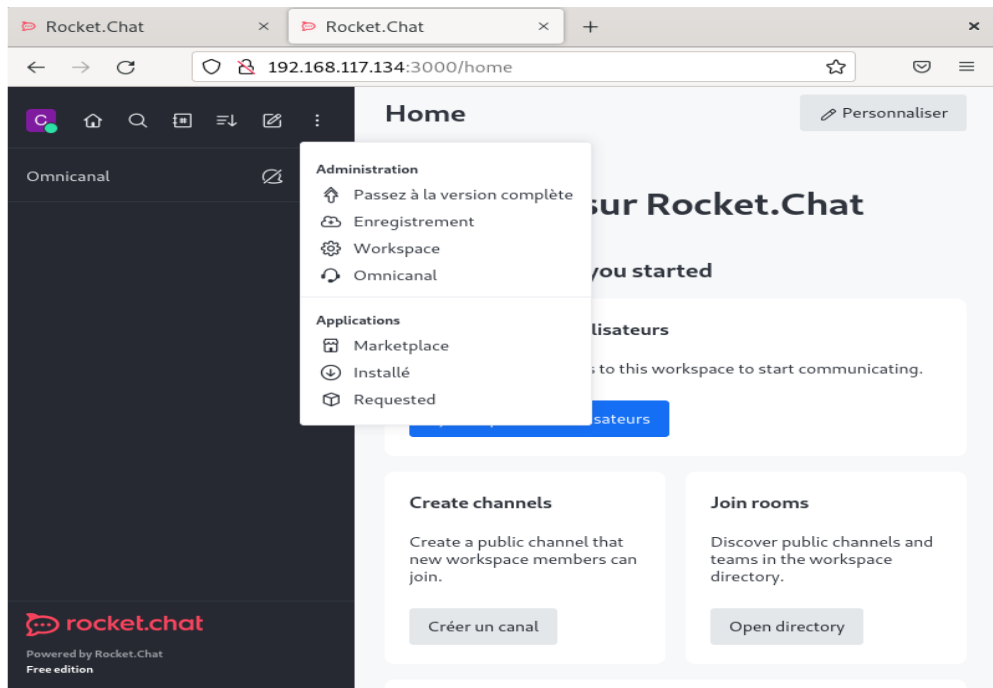 Rocket.Chat
Rocket.Chat
192.168.117.134:3000/home
C
Home
Personnaliser
Omnicanal
Administration
Passez à la version complète
Enregistrement
Workspace
Omnicanal
Applications
Marketplace
Installé
Requested
sur Rocket.Chat
you started
to this workspace to start communicating.
Create channels
Create a public channel that
new workspace members can
join.
Créer un canal
Join rooms
Discover public channels and
teams in the workspace
directory.
Open directory
rocket.chat
Powered by Rocket.Chat
Free edition